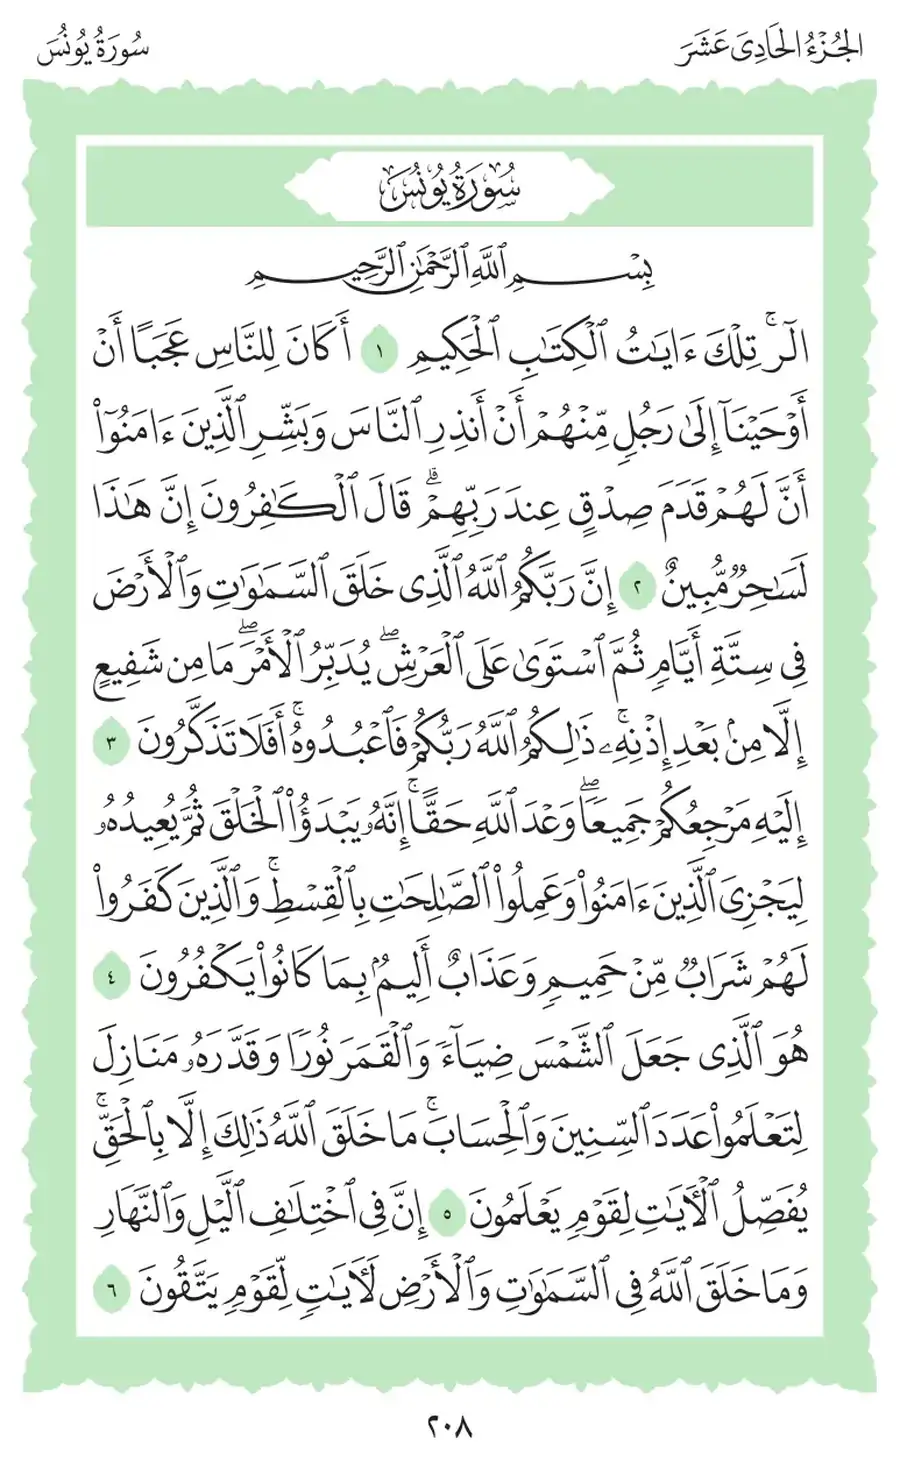 الجُزْءُ الحَادِيَ عَشَرَ
سُورَةُ يُونُسَ
سُورَةُ يُونُسَ
بِسْمِ ٱللَّهِ ٱلرَّحْمَٰنِ ٱلرَّحِيمِ
الٓرۚ تِلْكَ ءَايَٰتُ ٱلْكِتَٰبِ ٱلْحَكِيمِ ١ أَكَانَ لِلنَّاسِ عَجَبًا أَنْ
أَوْحَيْنَآ إِلَىٰ رَجُلٍ مِّنْهُمْ أَنْ أَنذِرِ ٱلنَّاسَ وَبَشِّرِ ٱلَّذِينَ ءَامَنُوٓا۟
أَنَّ لَهُمْ قَدَمَ صِدْقٍ عِندَ رَبِّهِمْۗ قَالَ ٱلْكَٰفِرُونَ إِنَّ هَٰذَا
لَسَٰحِرٌ مُّبِينٌ ٢ إِنَّ رَبَّكُمُ ٱللَّهُ ٱلَّذِى خَلَقَ ٱلسَّمَٰوَٰتِ وَٱلْأَرْضَ
فِى سِتَّةِ أَيَّامٍ ثُمَّ ٱسْتَوَىٰ عَلَى ٱلْعَرْشِۖ يُدَبِّرُ ٱلْأَمْرَۖ مَا مِن شَفِيعٍ
إِلَّا مِنۢ بَعْدِ إِذْنِهِۦۚ ذَٰلِكُمُ ٱللَّهُ رَبُّكُمْ فَٱعْبُدُوهُۚ أَفَلَا تَذَكَّرُونَ ٣
إِلَيْهِ مَرْجِعُكُمْ جَمِيعًاۖ وَعْدَ ٱللَّهِ حَقًّاۚ إِنَّهُۥ يَبْدَؤُا۟ ٱلْخَلْقَ ثُمَّ يُعِيدُهُۥ
لِيَجْزِىَ ٱلَّذِينَ ءَامَنُوا۟ وَعَمِلُوا۟ ٱلصَّٰلِحَٰتِ بِٱلْقِسْطِۚ وَٱلَّذِينَ كَفَرُوا۟
لَهُمْ شَرَابٌ مِّنْ حَمِيمٍ وَعَذَابٌ أَلِيمٌۢ بِمَا كَانُوا۟ يَكْفُرُونَ ٤
هُوَ ٱلَّذِى جَعَلَ ٱلشَّمْسَ ضِيَآءً وَٱلْقَمَرَ نُورًا وَقَدَّرَهُۥ مَنَازِلَ
لِتَعْلَمُوا۟ عَدَدَ ٱلسِّنِينَ وَٱلْحِسَابَۚ مَا خَلَقَ ٱللَّهُ ذَٰلِكَ إِلَّا بِٱلْحَقِّۚ
يُفَصِّلُ ٱلْءَايَٰتِ لِقَوْمٍ يَعْلَمُونَ ٥ إِنَّ فِى ٱخْتِلَٰفِ ٱلَّيْلِ وَٱلنَّهَارِ
وَمَا خَلَقَ ٱللَّهُ فِى ٱلسَّمَٰوَٰتِ وَٱلْأَرْضِ لَءَايَٰتٍ لِّقَوْمٍ يَتَّقُونَ ٦
٢٠٨